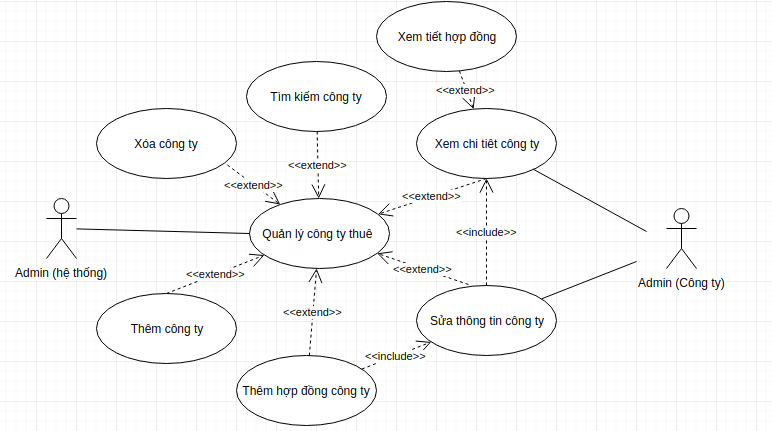 Xem tiết hợp đồng
<<extend>>
Tìm kiếm công ty
Xóa công ty
Xem chi tiêt công ty
<<extend>>
<<extend>>
<<extend>>
Quản lý công ty thuê
<<include>>
Admin (hệ thống)
<<extend>>
<<extend>>
Admin (Công ty)
<<extend>>
Thêm công ty
Sửa thông tin công ty
<<include>>
Thêm hợp đồng công ty